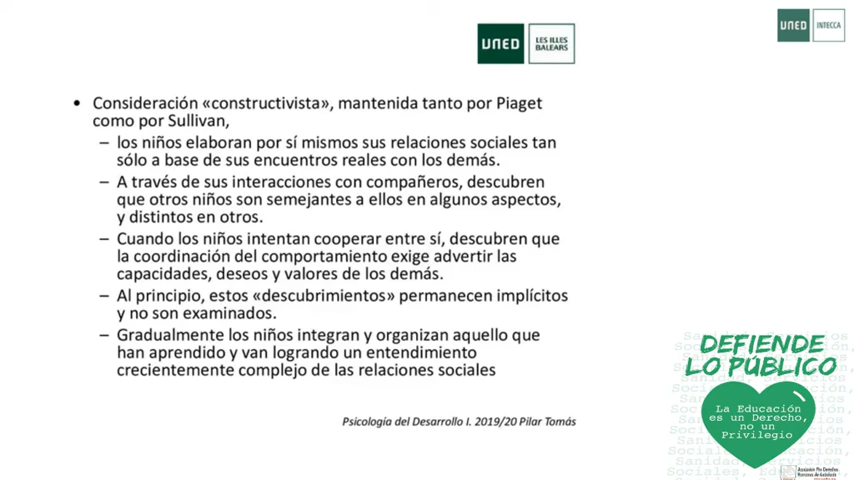 UNED
LES ILLES
BALEARS
UNED
INTECCA
• Consideración «constructivista», mantenida tanto por Piaget
como por Sullivan,
– los niños elaboran por sí mismos sus relaciones sociales tan
sólo a base de sus encuentros reales con los demás.
– A través de sus interacciones con compañeros, descubren
que otros niños son semejantes a ellos en algunos aspectos,
y distintos en otros.
– Cuando los niños intentan cooperar entre sí, descubren que
la coordinación del comportamiento exige advertir las
capacidades, deseos y valores de los demás.
– Al principio, estos «descubrimientos» permanecen implícitos
y no son examinados.
– Gradualmente los niños integran y organizan aquello que
han aprendido y van logrando un entendimiento
crecientemente complejo de las relaciones sociales
Psicología del Desarrollo I. 2019/20 Pilar Tomás
DEFIENDE
LO PÚBLICO
La Educación
es un Derecho,
no un
Privilegio